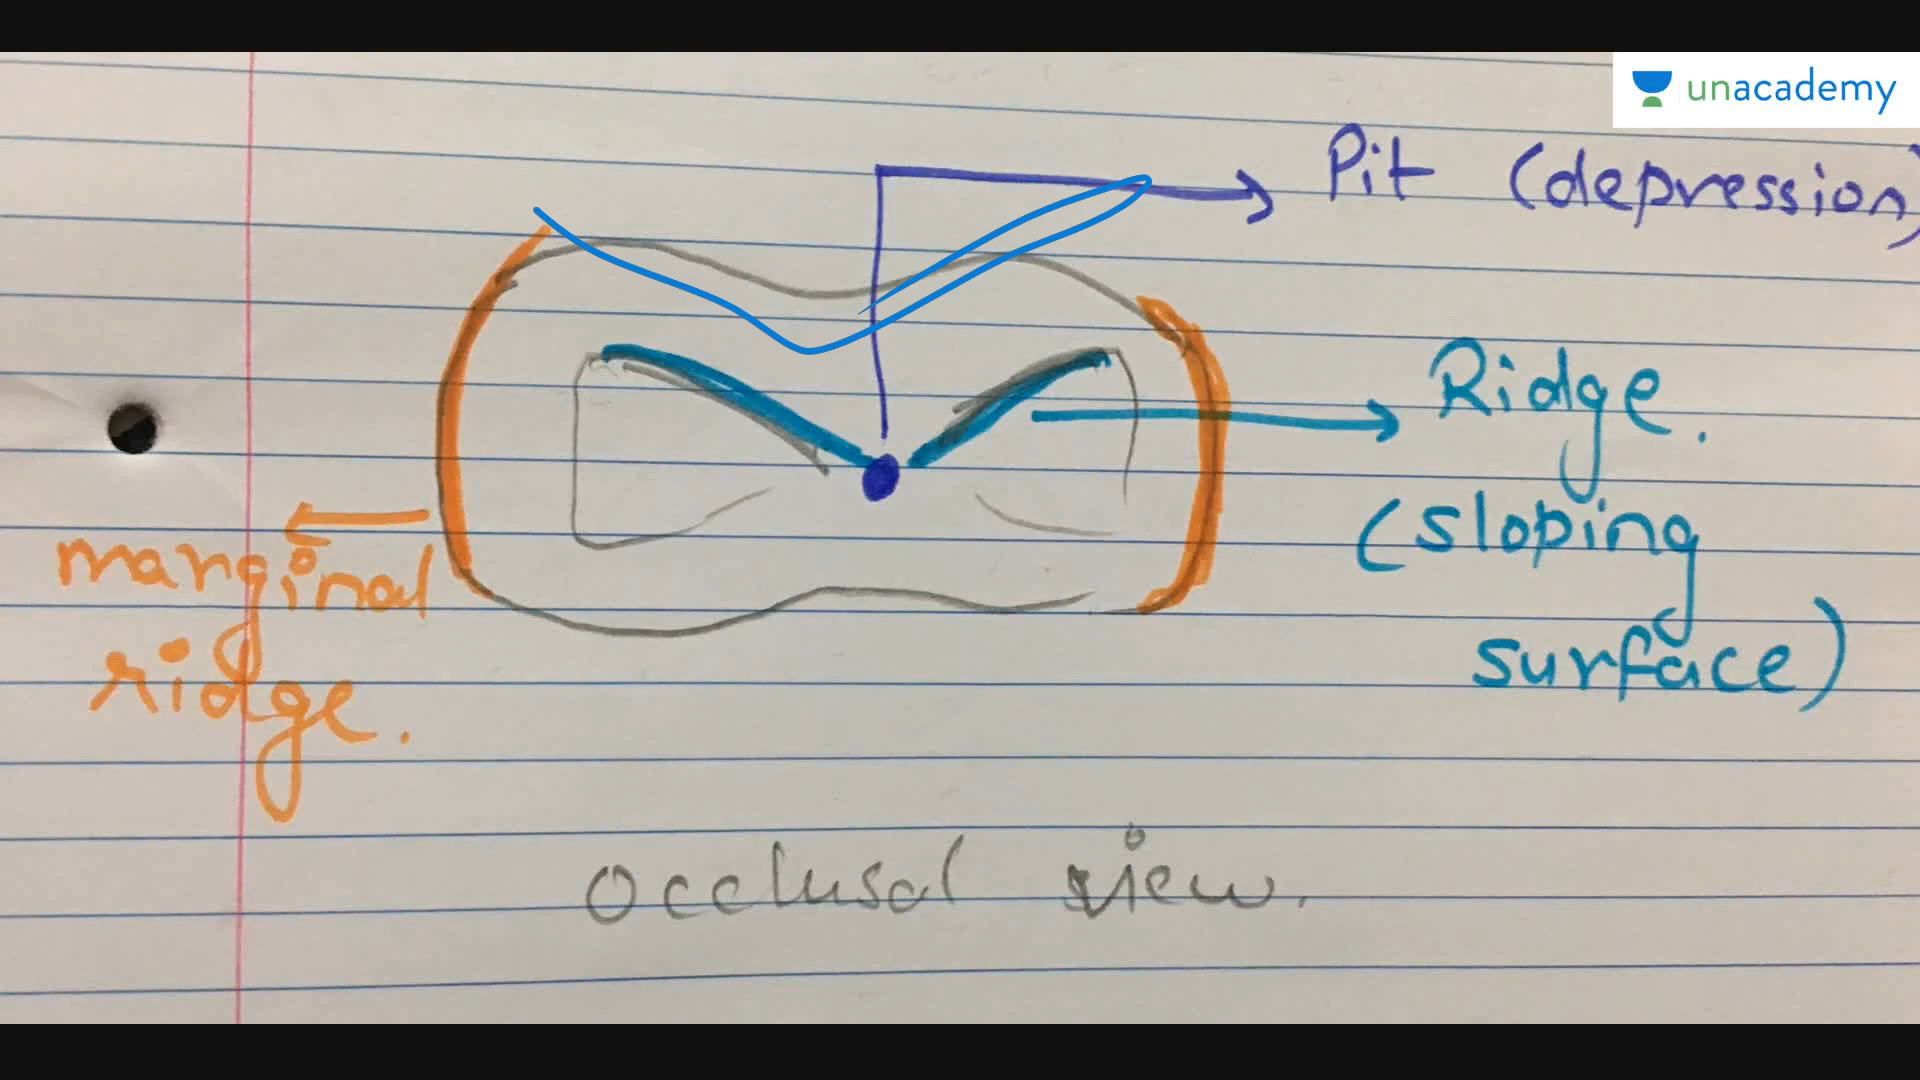 unacademy
Pit (depression)
Ridge.
(sloping
surface)
marginal
ridge.
occlusal view.